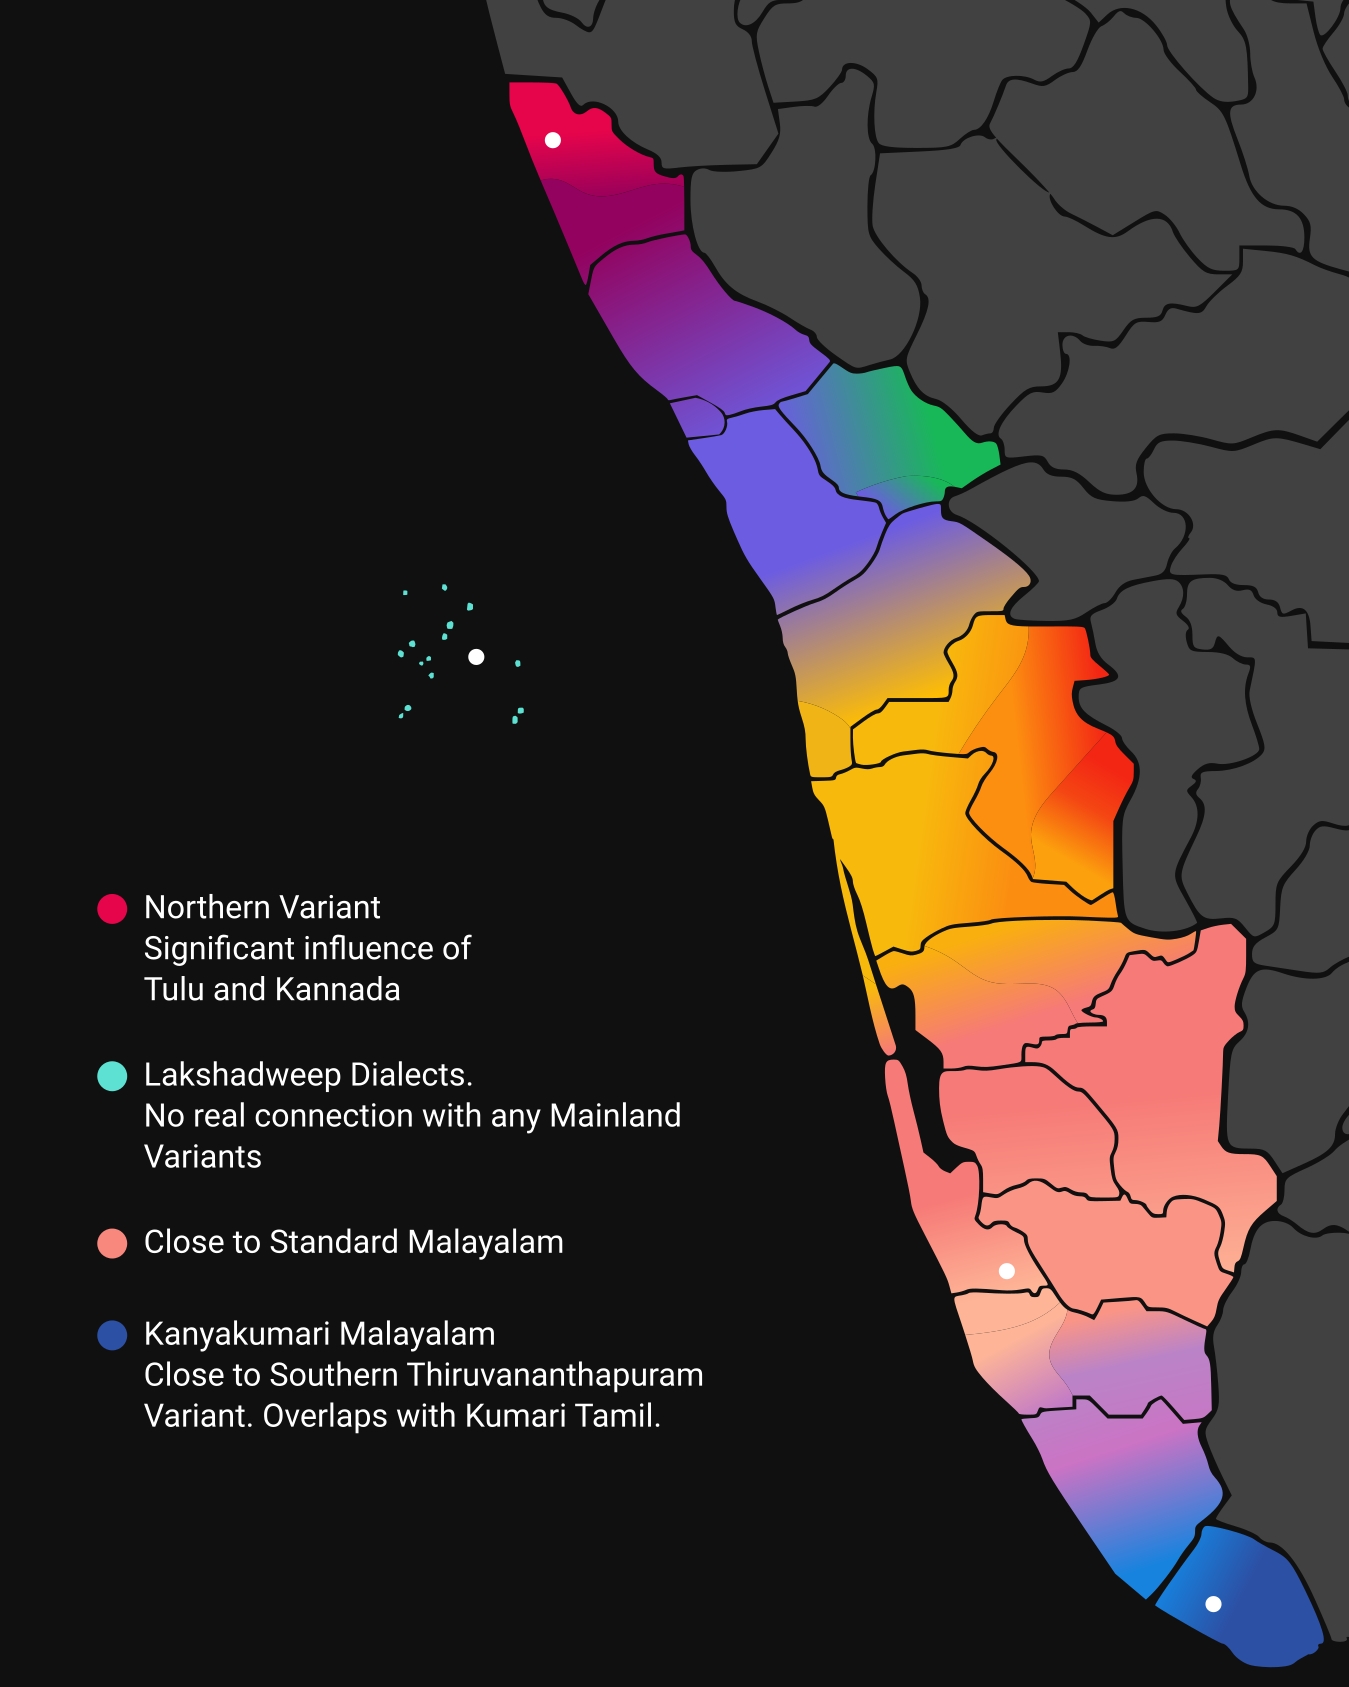 Northern Variant
Significant influence of
Tulu and Kannada
Lakshadweep Dialects.
No real connection with any Mainland
Variants
Close to Standard Malayalam
Kanyakumari Malayalam
Close to Southern Thiruvananthapuram
Variant. Overlaps with Kumari Tamil.